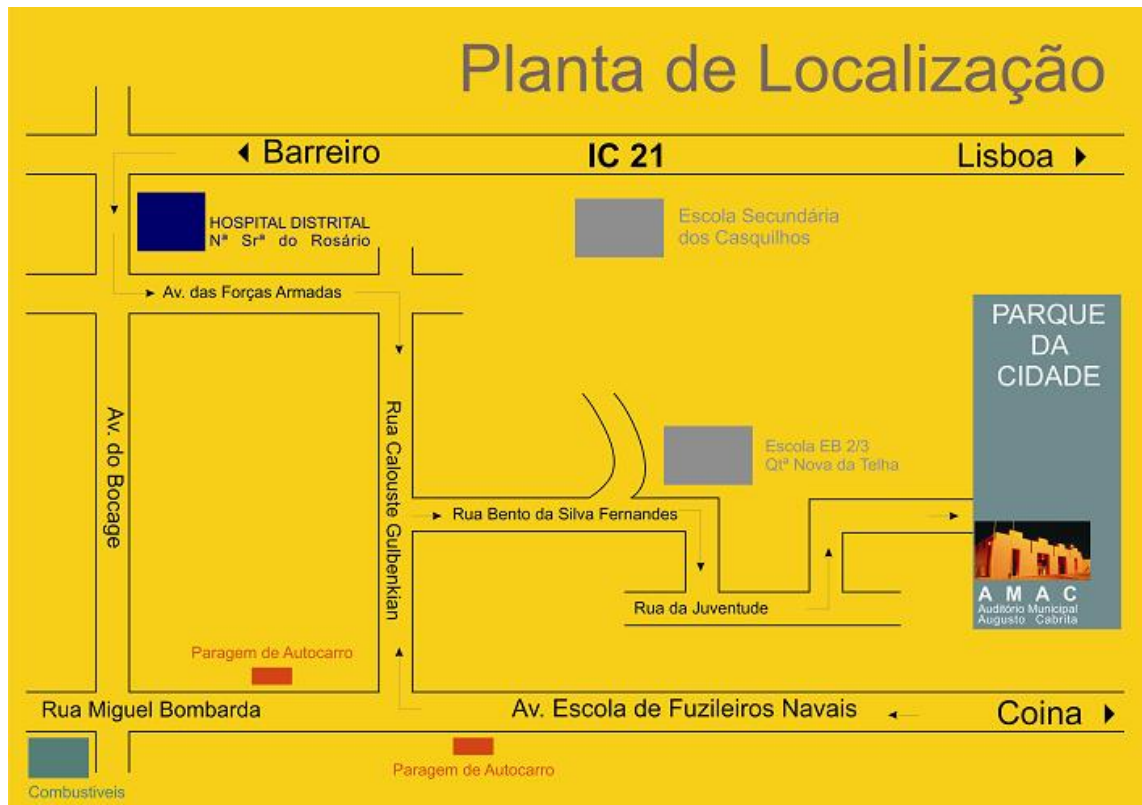 Planta de Localização
Barreiro
IC 21
Lisboa
HOSPITAL DISTRITAL
Nª Srª do Rosário
Escola Secundária
dos Casquilhos
Av. das Forças Armadas
PARQUE
DA
CIDADE
Av. do Bocage
Rua Calouste Gulbenkian
Escola EB 2/3
Qtª Nova da Telha
Rua Bento da Silva Fernandes
A M A C
Auditório Municipal
Augusto Cabrita
Rua da Juventude
Paragem de Autocarro
Rua Miguel Bombarda
Av. Escola de Fuzileiros Navais
Coina
Paragem de Autocarro
Combustíveis